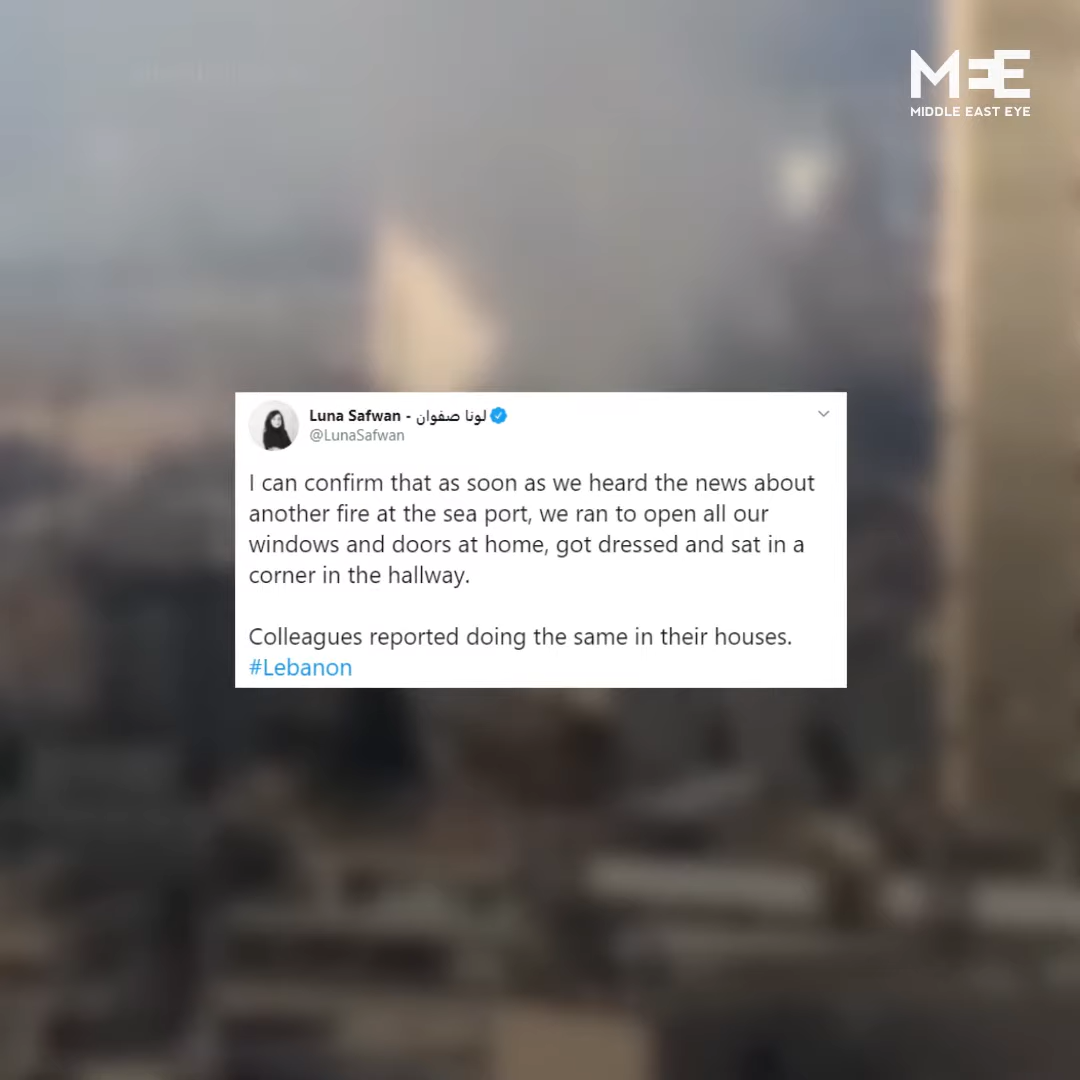 MEE
MIDDLE EAST EYE
Luna Safwan - لونا صفوان
@LunaSafwan
I can confirm that as soon as we heard the news about
another fire at the sea port, we ran to open all our
windows and doors at home, got dressed and sat in a
corner in the hallway.
Colleagues reported doing the same in their houses.
#Lebanon